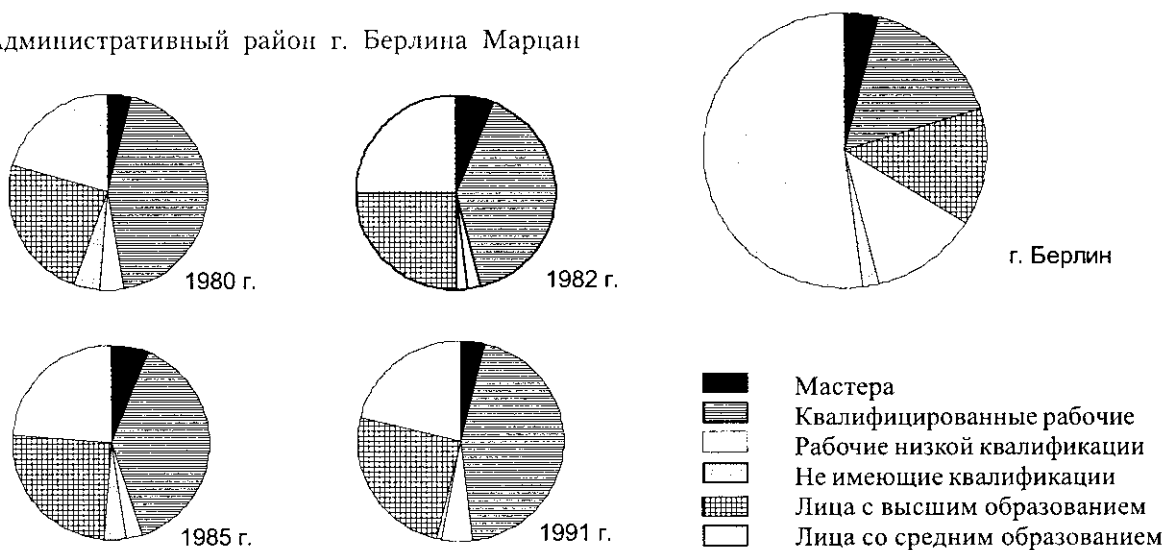 Административный район г. Берлина Марцан
1980 г.
1982 г.
г. Берлин
1985 г.
1991 г.
Мастера
Квалифицированные рабочие
Рабочие низкой квалификации
Не имеющие квалификации
Лица с высшим образованием
Лица со средним образованием